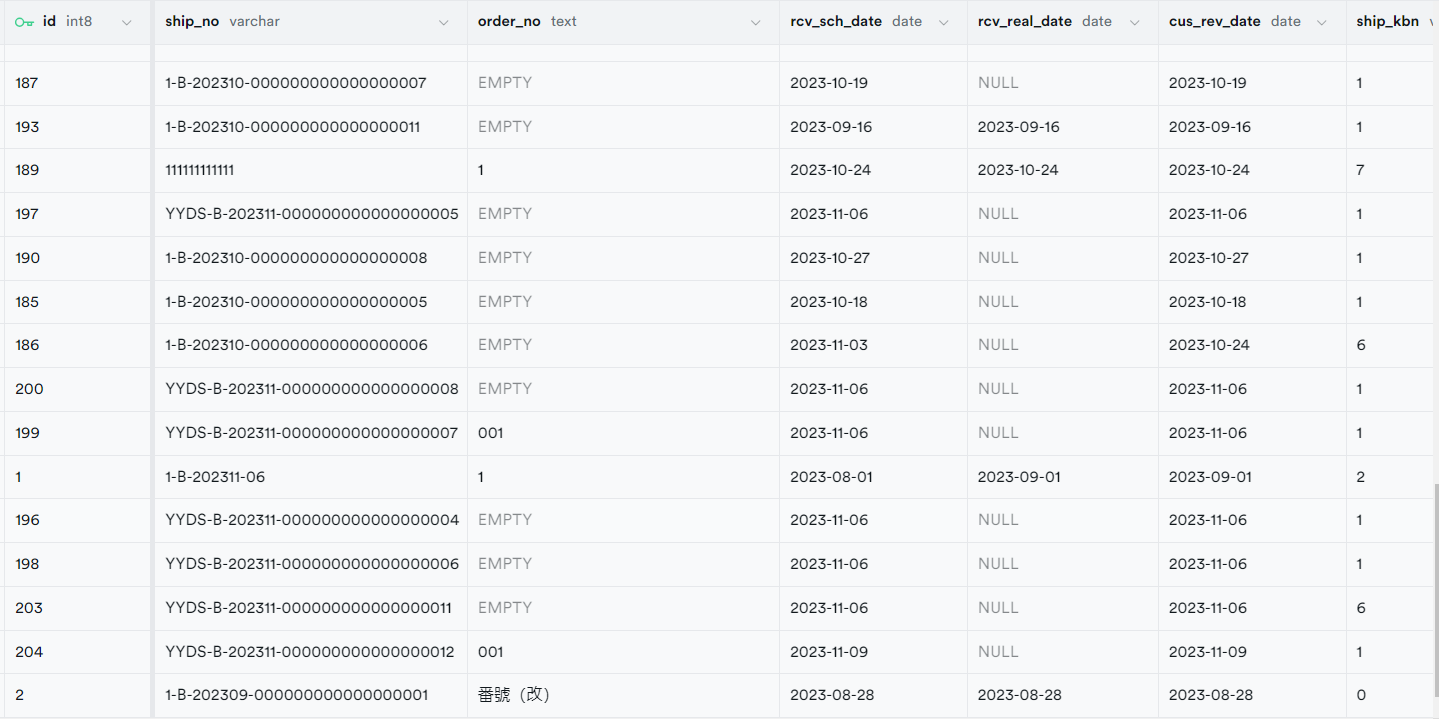 id int8 ship_no varchar order_no text rcv_sch_date date rcv_real_date date cus_rev_date date ship_kbn
187 1-B-202310-000000000000000007 EMPTY 2023-10-19 NULL 2023-10-19 1
193 1-B-202310-000000000000000011 EMPTY 2023-09-16 2023-09-16 2023-09-16 1
189 111111111111 1 2023-10-24 2023-10-24 2023-10-24 7
197 YYDS-B-202311-000000000000000005 EMPTY 2023-11-06 NULL 2023-11-06 1
190 1-B-202310-000000000000000008 EMPTY 2023-10-27 NULL 2023-10-27 1
185 1-B-202310-000000000000000005 EMPTY 2023-10-18 NULL 2023-10-18 1
186 1-B-202310-000000000000000006 EMPTY 2023-11-03 NULL 2023-10-24 6
200 YYDS-B-202311-000000000000000008 EMPTY 2023-11-06 NULL 2023-11-06 1
199 YYDS-B-202311-000000000000000007 001 2023-11-06 NULL 2023-11-06 1
1 1-B-202311-06 1 2023-08-01 2023-09-01 2023-09-01 2
196 YYDS-B-202311-000000000000000004 EMPTY 2023-11-06 NULL 2023-11-06 1
198 YYDS-B-202311-000000000000000006 EMPTY 2023-11-06 NULL 2023-11-06 1
203 YYDS-B-202311-000000000000000011 EMPTY 2023-11-06 NULL 2023-11-06 6
204 YYDS-B-202311-000000000000000012 001 2023-11-09 NULL 2023-11-09 1
2 1-B-202309-000000000000000001 番號（改） 2023-08-28 2023-08-28 2023-08-28 0